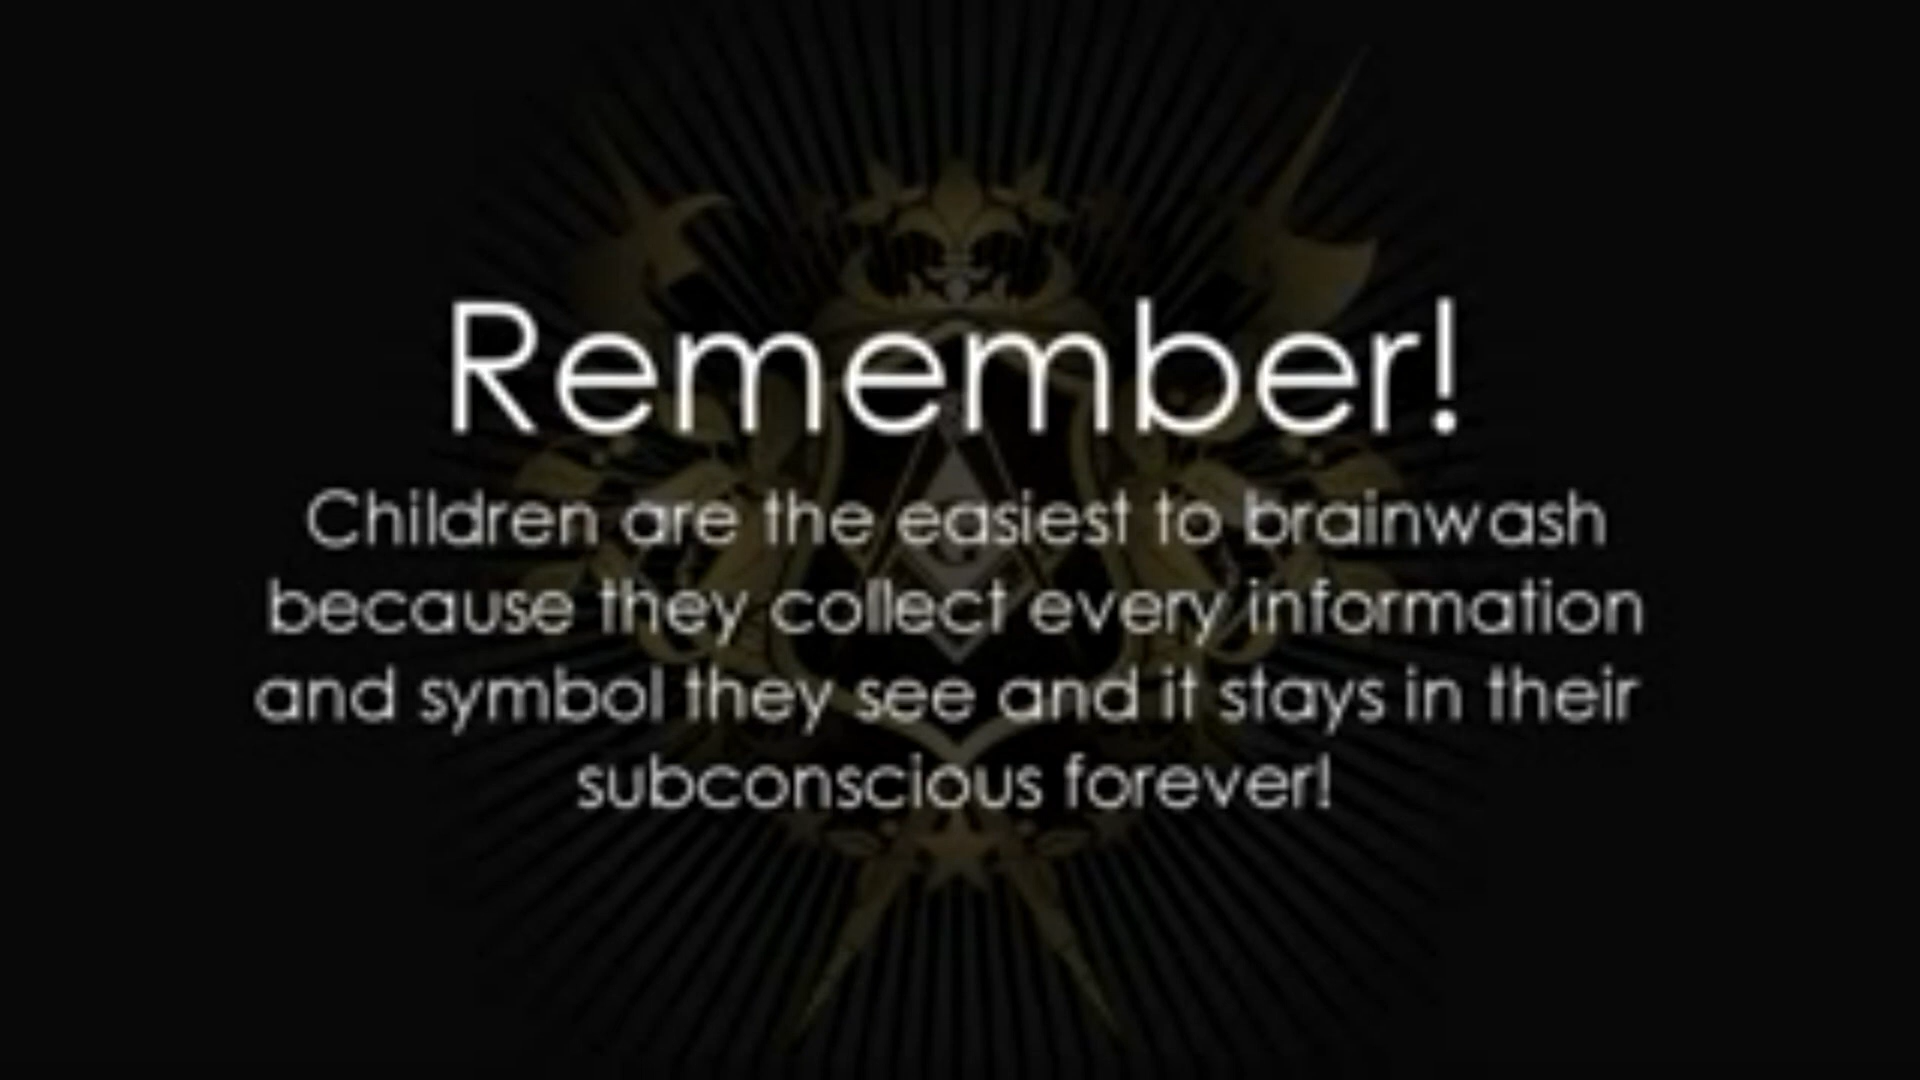 Remember!
Children are the easiest to brainwash
because they collect every information
and symbol they see and it stays in their
subconscious forever!
G